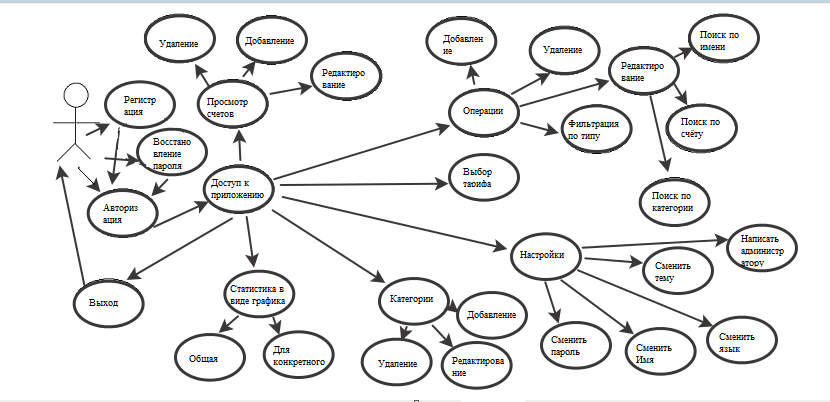 Удаление
Добавление
Редактиро
вание
Регистр
ация
Просмотр
счетов
Восстано
вление
пароля
Авториз
ация
Доступ к
приложению
Выход
Добавлен
ие
Удаление
Редактиро
вание
Поиск по
имени
Операции
Фильтрация
по типу
Поиск по
счёту
Поиск по
категории
Выбор
тарифа
Настройки
Написать
администр
атору
Сменить
тему
Сменить
язык
Сменить
Имя
Сменить
пароль
Статистика в
виде графика
Общая
Для
конкретного
Категории
Добавление
Удаление
Редактирова
ние